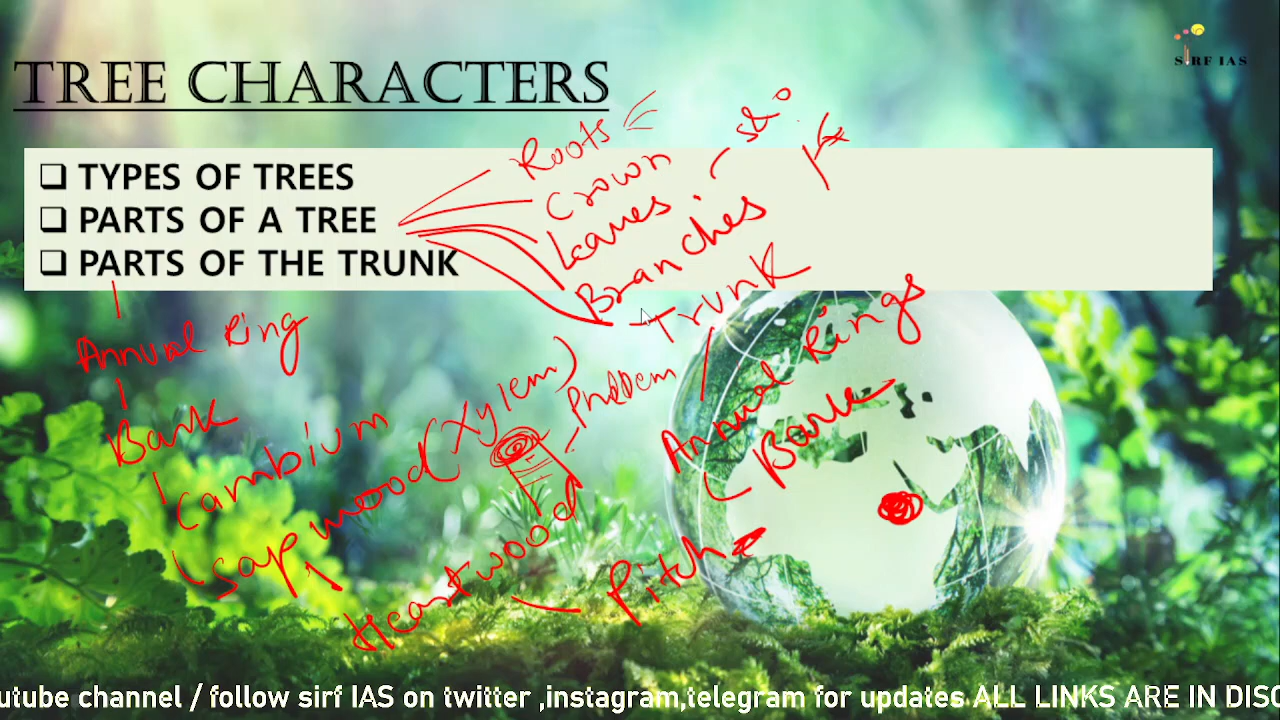 SIRF IAS
TREE CHARACTERS
TYPES OF TREES
PARTS OF A TREE
PARTS OF THE TRUNK
Roots
Crown
Leaves
Branches
Trunk
Annual Rings
Bark
Annual Ring
Bark
Cambium
Sapwood (Xylem)
Heartwood
Pith
utube channel / follow sirf IAS on twitter ,instagram,telegram for updates ALL LINKS ARE IN DISC